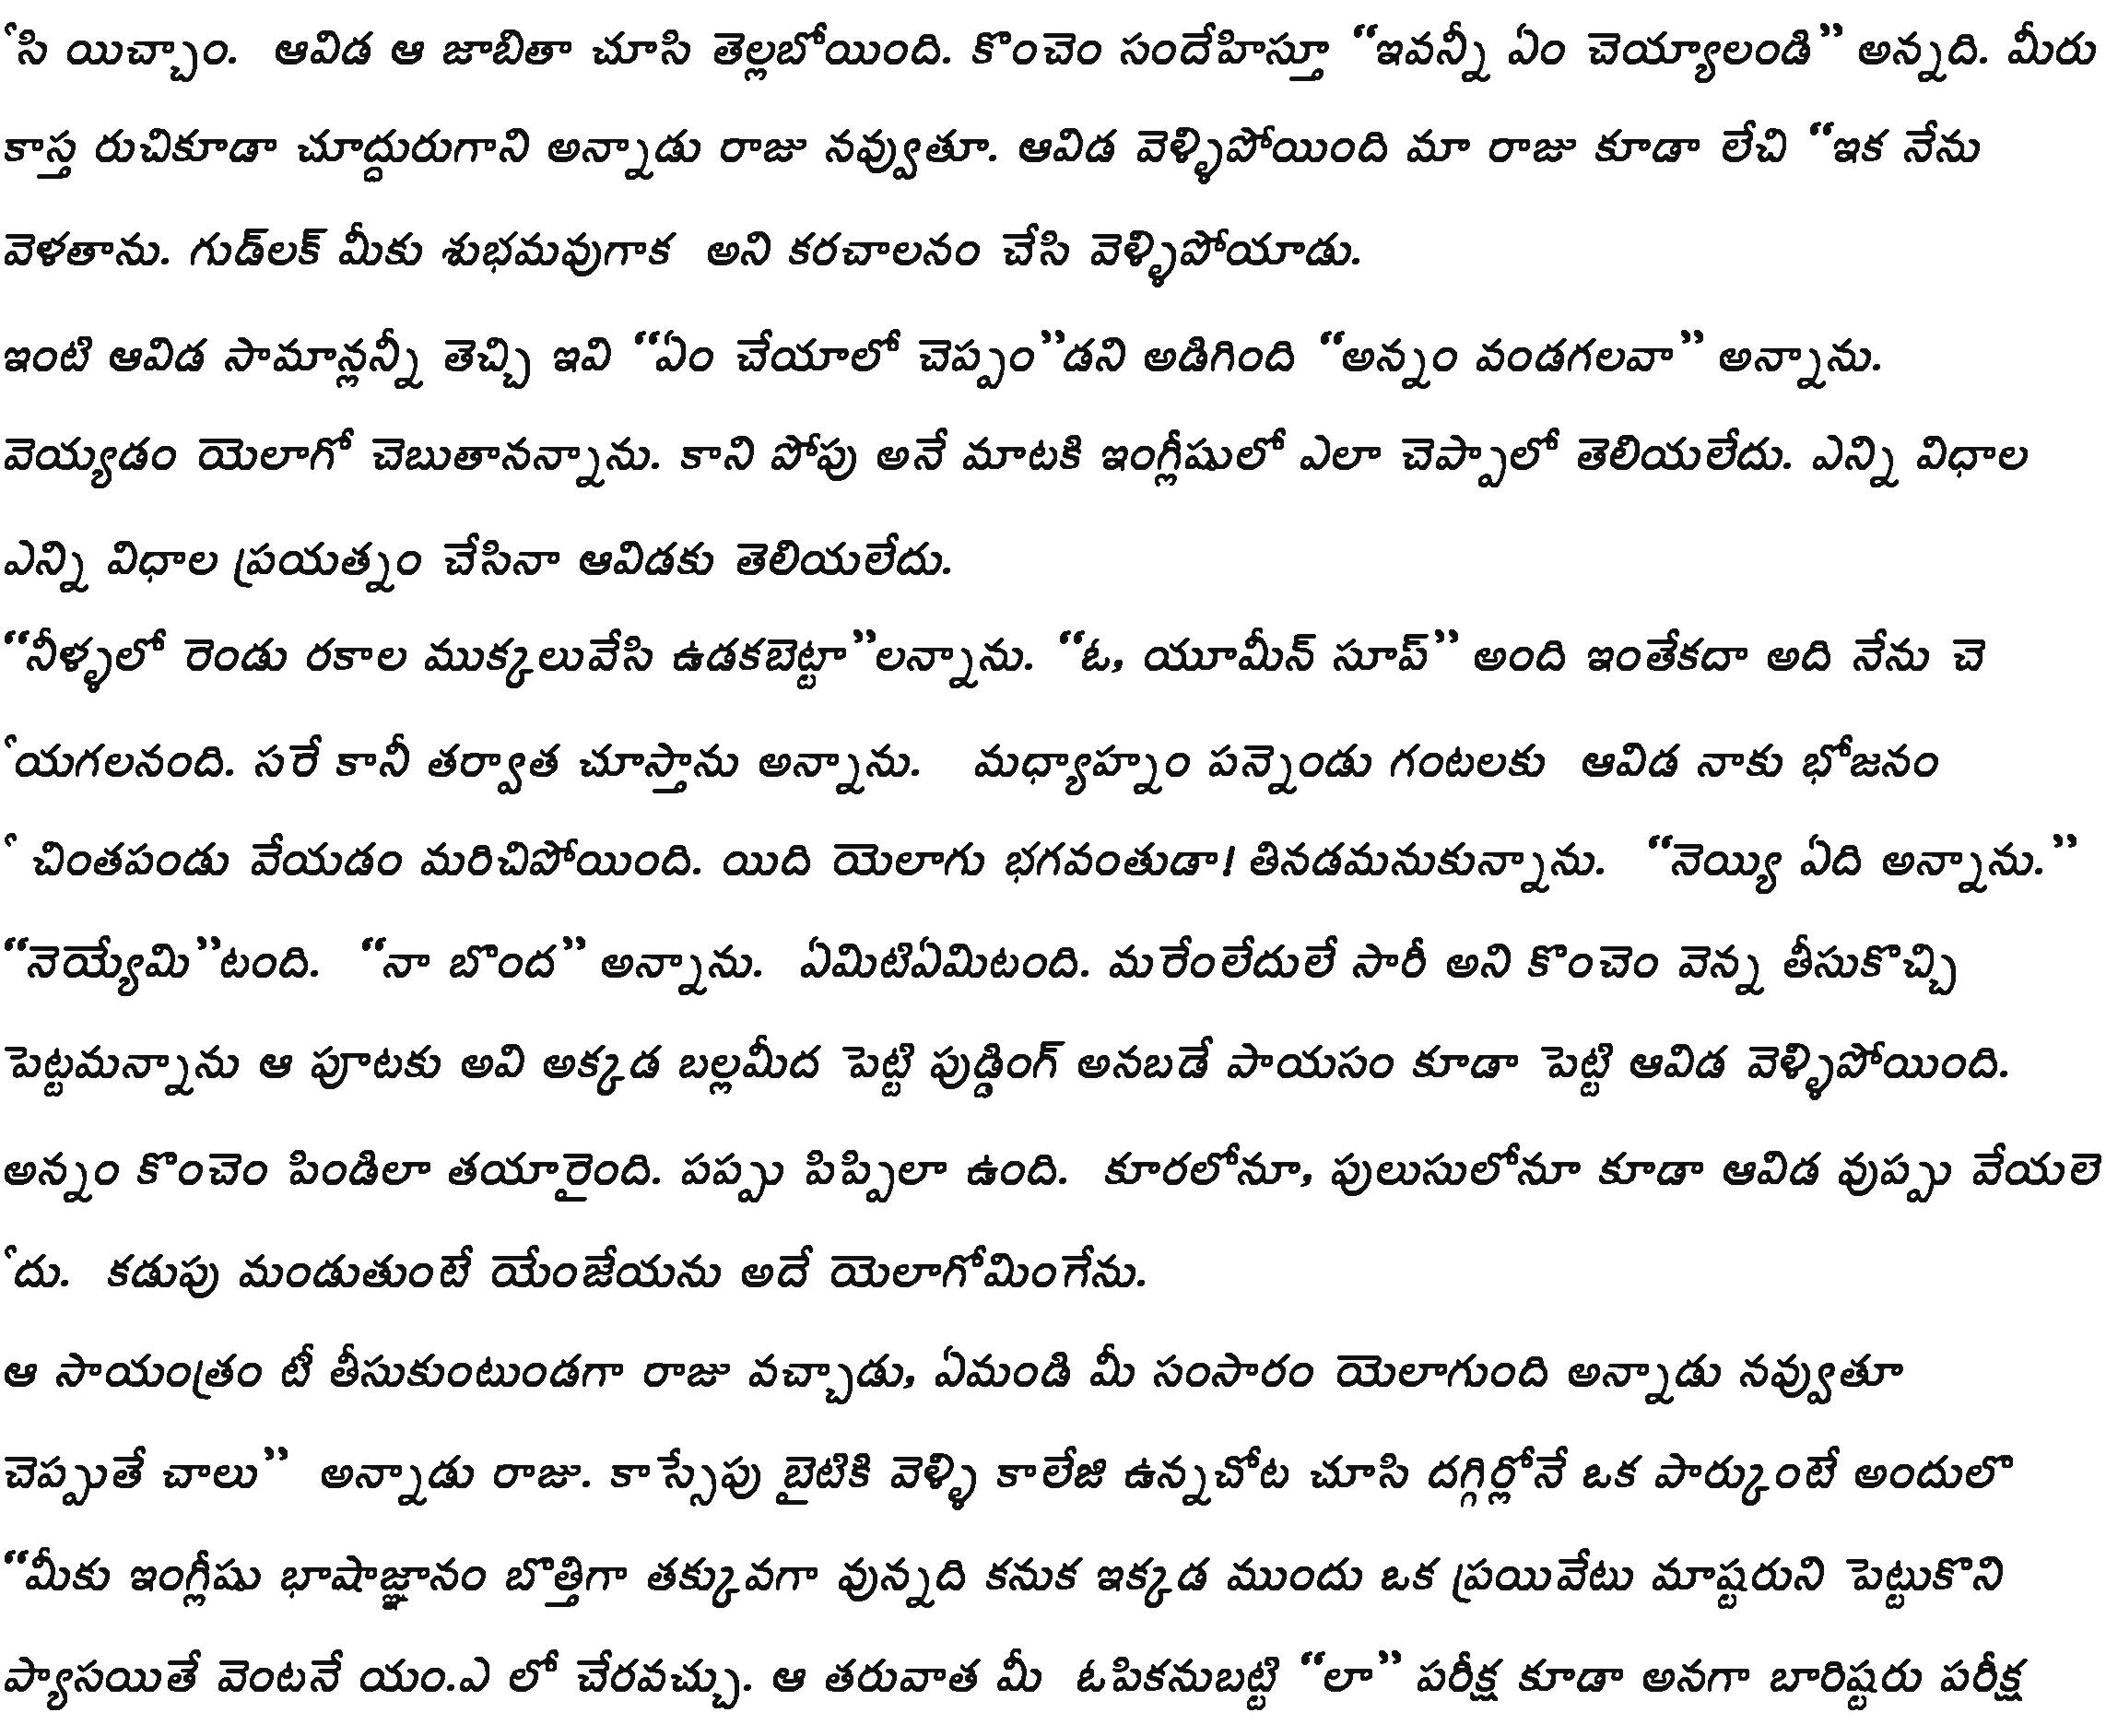 సి యిచ్చాం. ఆవిడ ఆ జాబితా చూసి తెల్లబోయింది. కొంచెం సందేహిస్తూ “ఇవన్నీ ఏం చెయ్యాలండి” అన్నది. మీరు
కాస్త రుచికూడా చూద్దురుగాని అన్నాడు రాజు నవ్వుతూ. ఆవిడ వెళ్ళిపోయింది మా రాజు కూడా లేచి “ఇక నేను
వెళతాను. గుడ్‌లక్ మీకు శుభమవుగాక అని కరచాలనం చేసి వెళ్ళిపోయాడు.
ఇంటి ఆవిడ సామాన్లన్నీ తెచ్చి ఇవి “ఏం చేయాలో చెప్పం”డని అడిగింది “అన్నం వండగలవా” అన్నాను.
వెయ్యడం యెలాగో చెబుతానన్నాను. కాని పోపు అనే మాటకి ఇంగ్లీషులో ఎలా చెప్పాలో తెలియలేదు. ఎన్ని విధాల
ఎన్ని విధాల ప్రయత్నం చేసినా ఆవిడకు తెలియలేదు.
“నీళ్ళలో రెండు రకాల ముక్కలువేసి ఉడకబెట్టా”లన్నాను. “ఓ, యూమీన్ సూప్” అంది ఇంతేకదా అది నేను చె
యగలనంది. సరే కానీ తర్వాత చూస్తాను అన్నాను. మధ్యాహ్నం పన్నెండు గంటలకు ఆవిడ నాకు భోజనం
చింతపండు వేయడం మరిచిపోయింది. యిది యెలాగు భగవంతుడా! తినడమనుకున్నాను. “నెయ్యి ఏది అన్నాను.”
“నెయ్యేమి”టంది. “నా బొంద” అన్నాను. ఏమిటిఏమిటంది. మరేంలేదులే సారీ అని కొంచెం వెన్న తీసుకొచ్చి
పెట్టమన్నాను ఆ పూటకు అవి అక్కడ బల్లమీద పెట్టి పుడ్డింగ్ అనబడే పాయసం కూడా పెట్టి ఆవిడ వెళ్ళిపోయింది.
అన్నం కొంచెం పిండిలా తయారైంది. పప్పు పిప్పిలా ఉంది. కూరలోనూ, పులుసులోనూ కూడా ఆవిడ వుప్పు వేయలె
దు. కడుపు మండుతుంటే యేంజేయను అదే యెలాగోమింగేను.
ఆ సాయంత్రం టీ తీసుకుంటుండగా రాజు వచ్చాడు, ఏమండి మీ సంసారం యెలాగుంది అన్నాడు నవ్వుతూ
చెప్పుతే చాలు” అన్నాడు రాజు. కాస్సేపు బైటికి వెళ్ళి కాలేజి ఉన్నచోట చూసి దగ్గిర్లోనే ఒక పార్కుంటే అందులొ
“మీకు ఇంగ్లీషు భాషాజ్ఞానం బొత్తిగా తక్కువగా వున్నది కనుక ఇక్కడ ముందు ఒక ప్రయివేటు మాష్టరుని పెట్టుకొని
ప్యాసయితే వెంటనే యం.ఎ లో చేరవచ్చు. ఆ తరువాత మీ ఓపికనుబట్టి “లా” పరీక్ష కూడా అనగా బారిష్టరు పరీక్ష